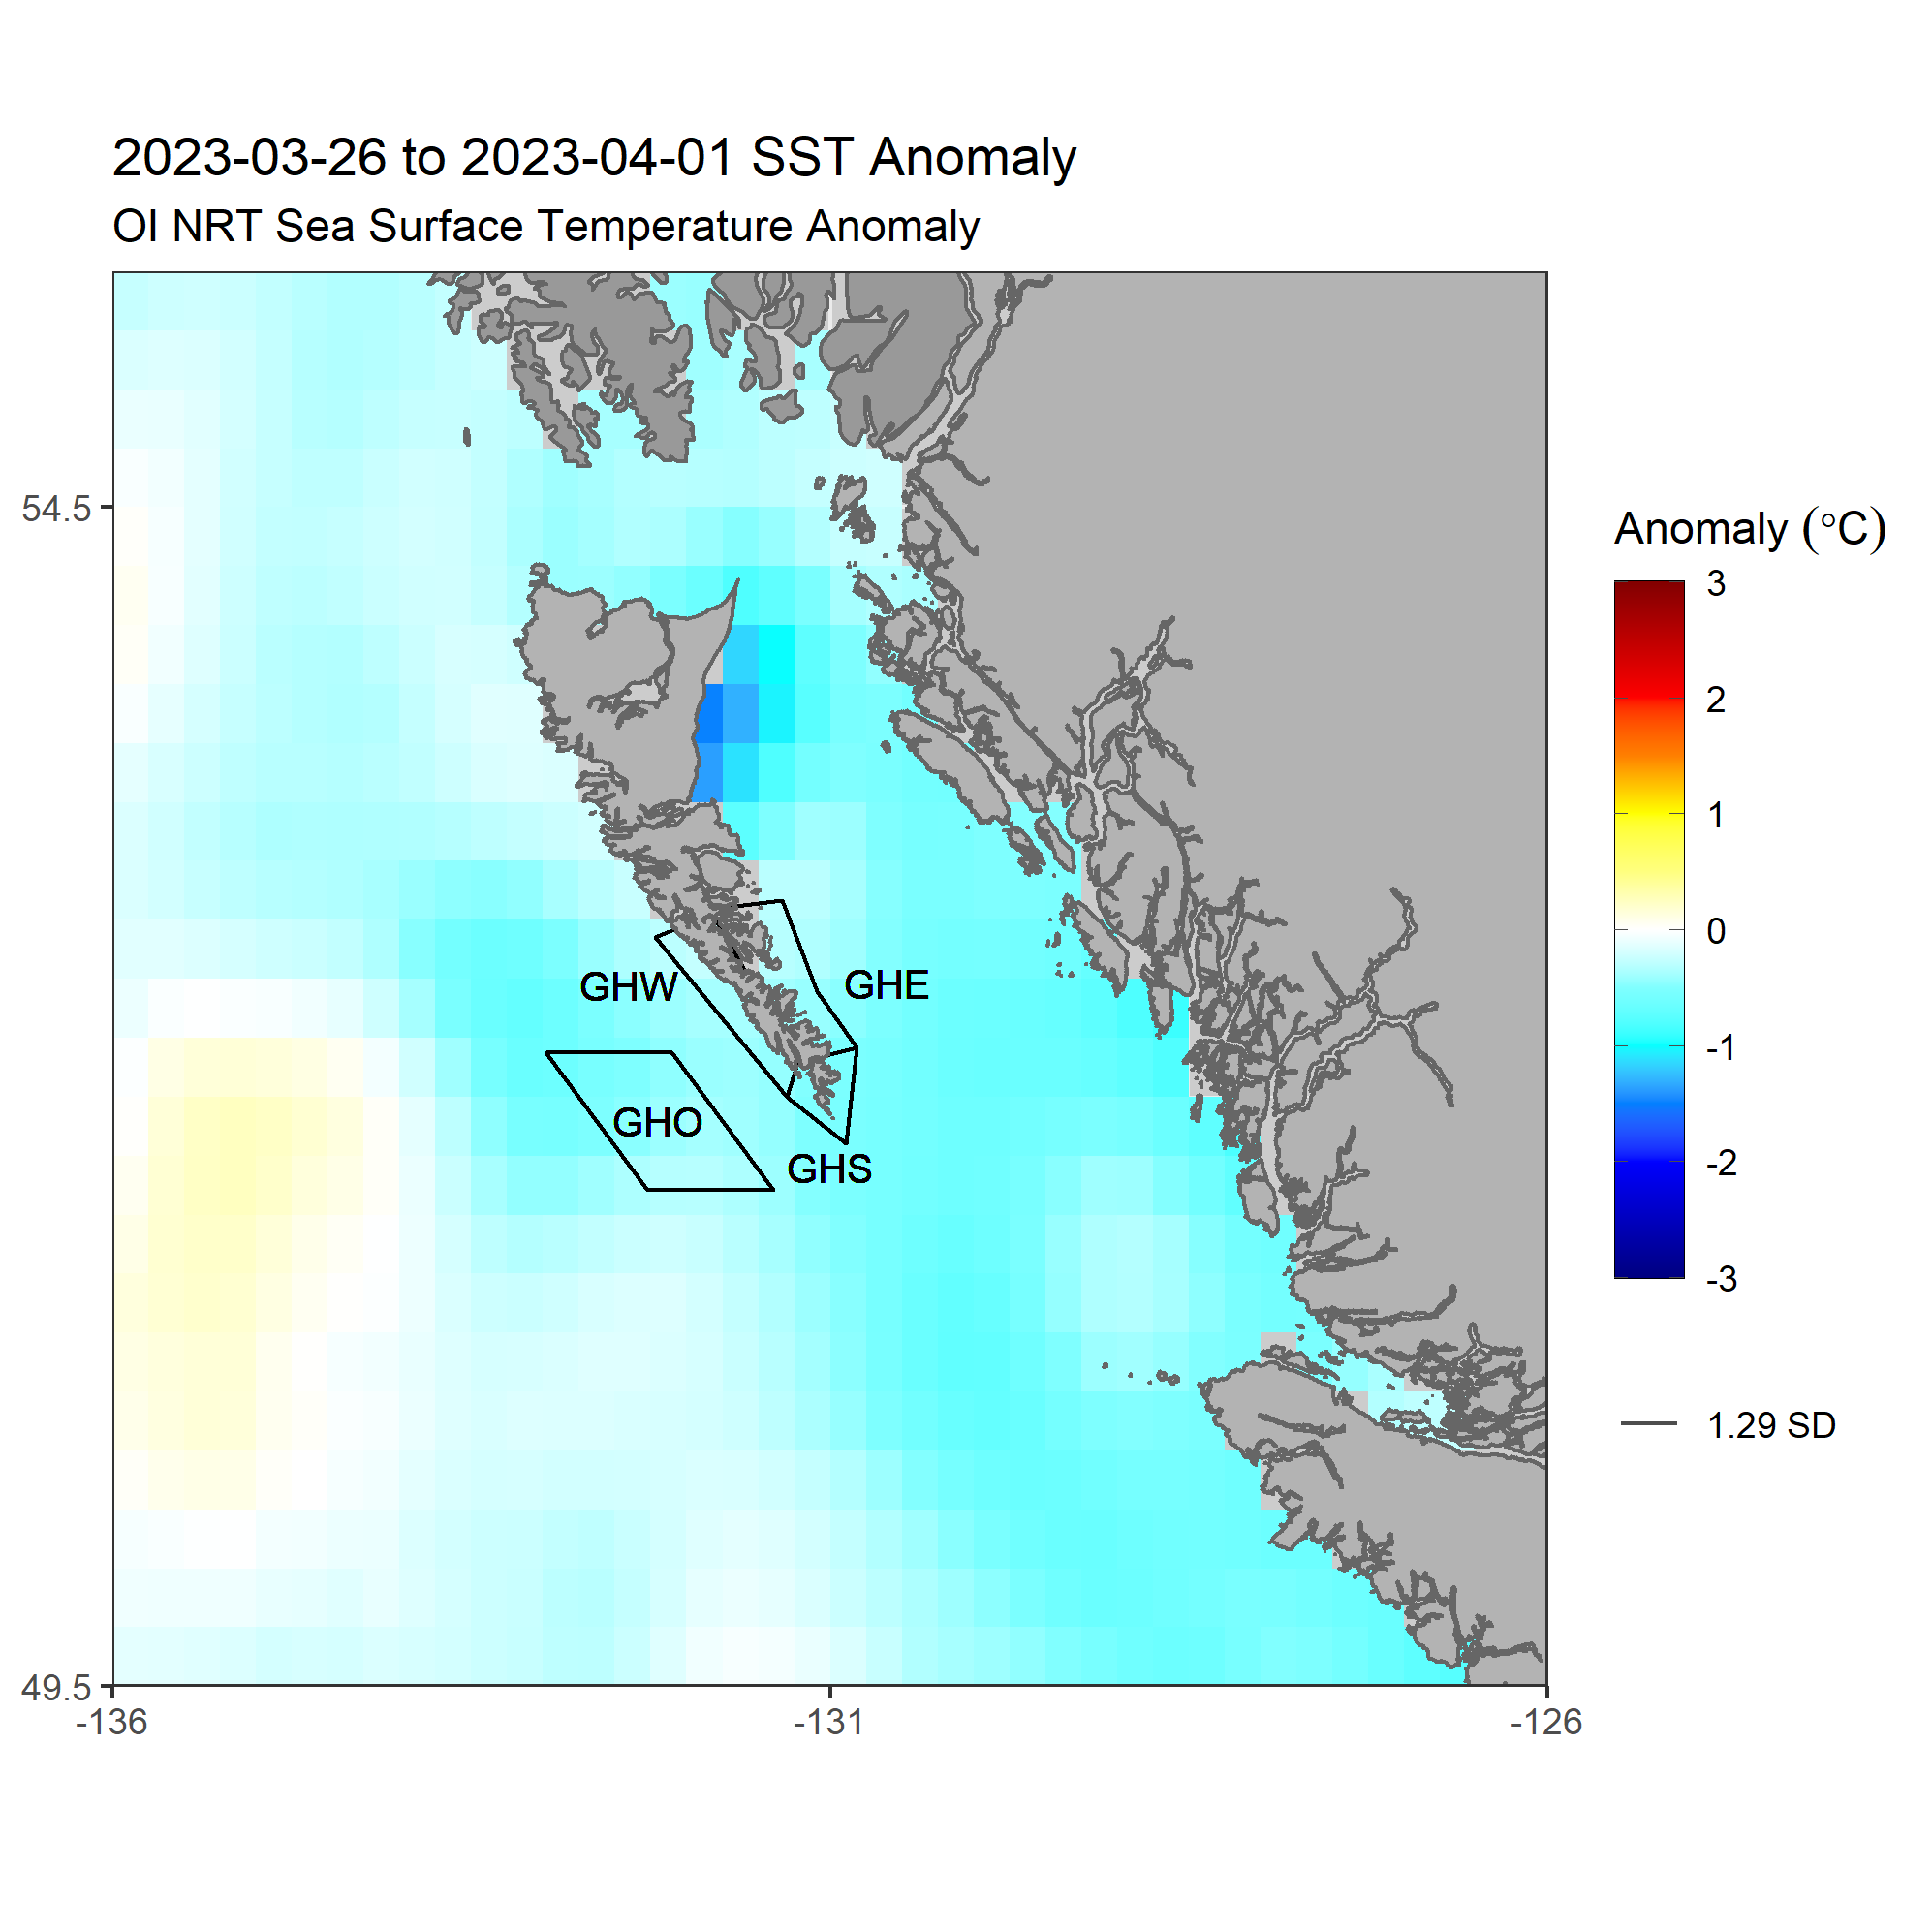 2023-03-26 to 2023-04-01 SST Anomaly
OI NRT Sea Surface Temperature Anomaly
54.5
49.5
-136
-131
-126
GHW
GHE
GHO
GHS
Anomaly (°C)
3
2
1
0
-1
-2
-3
1.29 SD